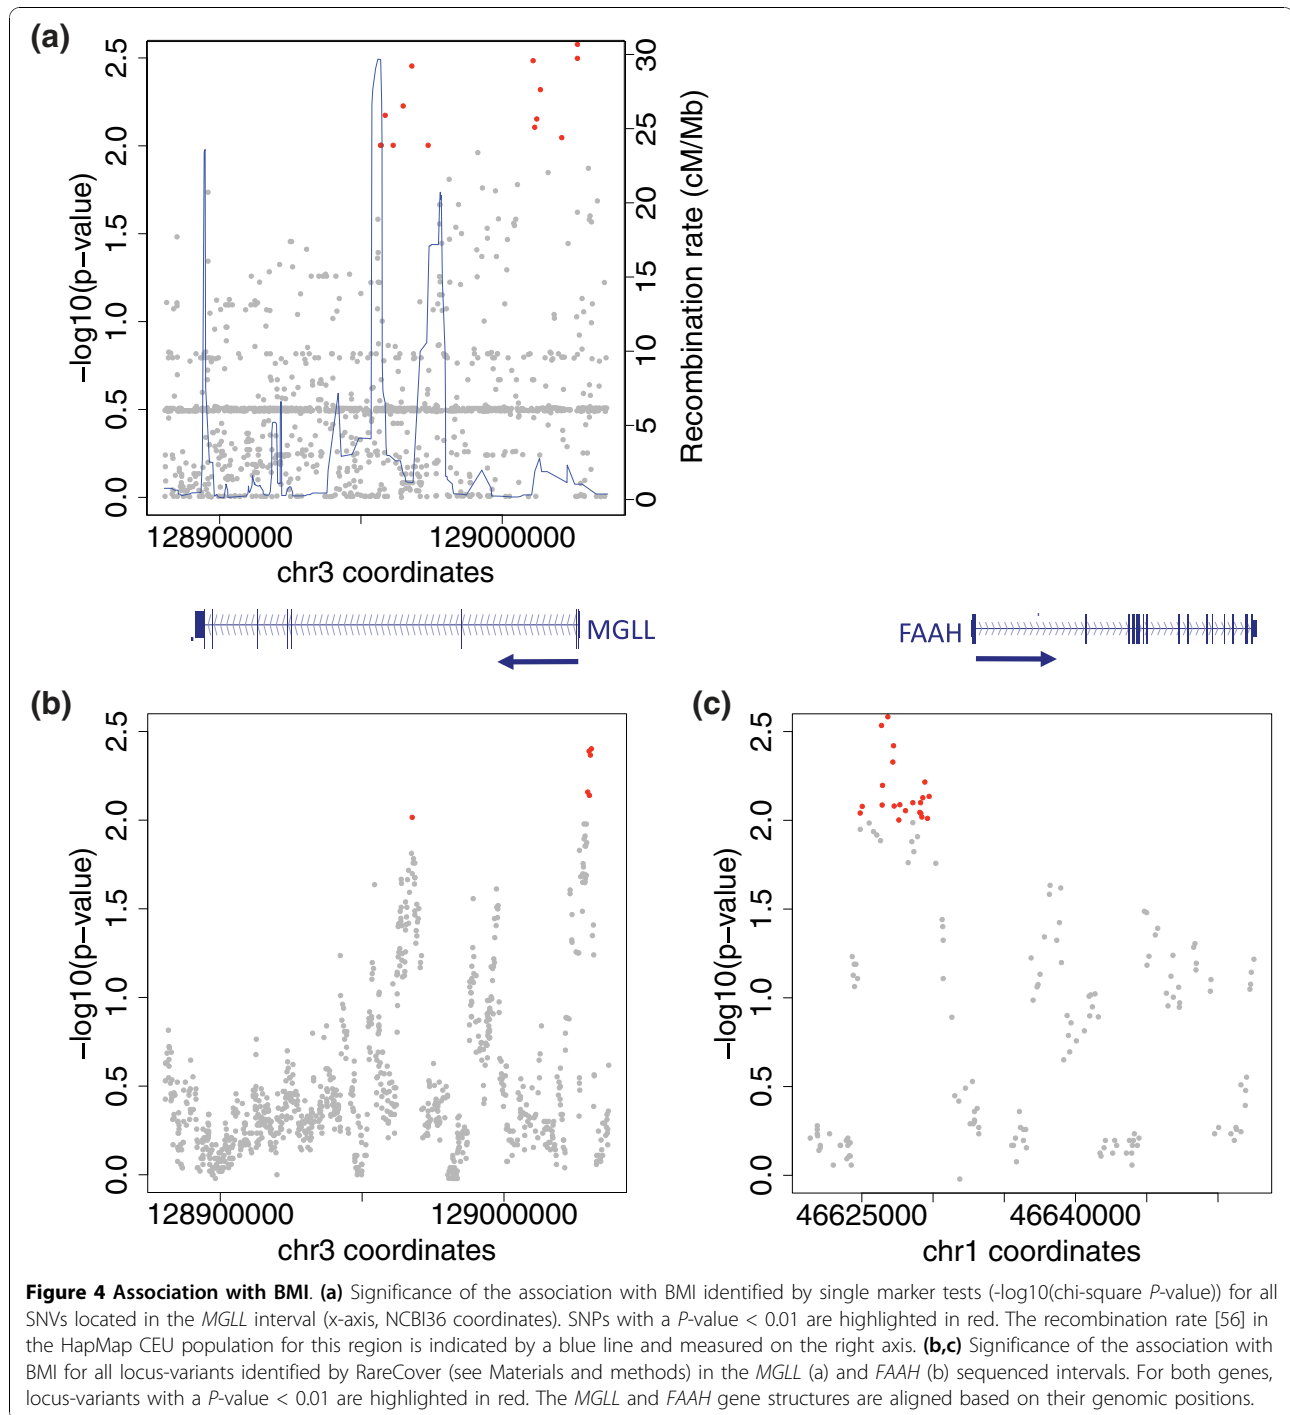 (a)
2.5
2.0
1.5
1.0
0.5
0.0
−log10(p−value)
30
25
20
15
10
5
0
Recombination rate (cM/Mb)
128900000
129000000
chr3 coordinates
MGLL
FAAH
(b)
2.5
2.0
1.5
1.0
0.5
0.0
−log10(p−value)
128900000
129000000
chr3 coordinates
(c)
2.5
2.0
1.5
1.0
0.5
0.0
−log10(p−value)
46625000
46640000
chr1 coordinates
Figure 4 Association with BMI. (a) Significance of the association with BMI identified by single marker tests (-log10(chi-square P-value)) for all
SNVs located in the MGLL interval (x-axis, NCBI36 coordinates). SNPs with a P-value < 0.01 are highlighted in red. The recombination rate [56] in
the HapMap CEU population for this region is indicated by a blue line and measured on the right axis. (b,c) Significance of the association with
BMI for all locus-variants identified by RareCover (see Materials and methods) in the MGLL (a) and FAAH (b) sequenced intervals. For both genes,
locus-variants with a P-value < 0.01 are highlighted in red. The MGLL and FAAH gene structures are aligned based on their genomic positions.